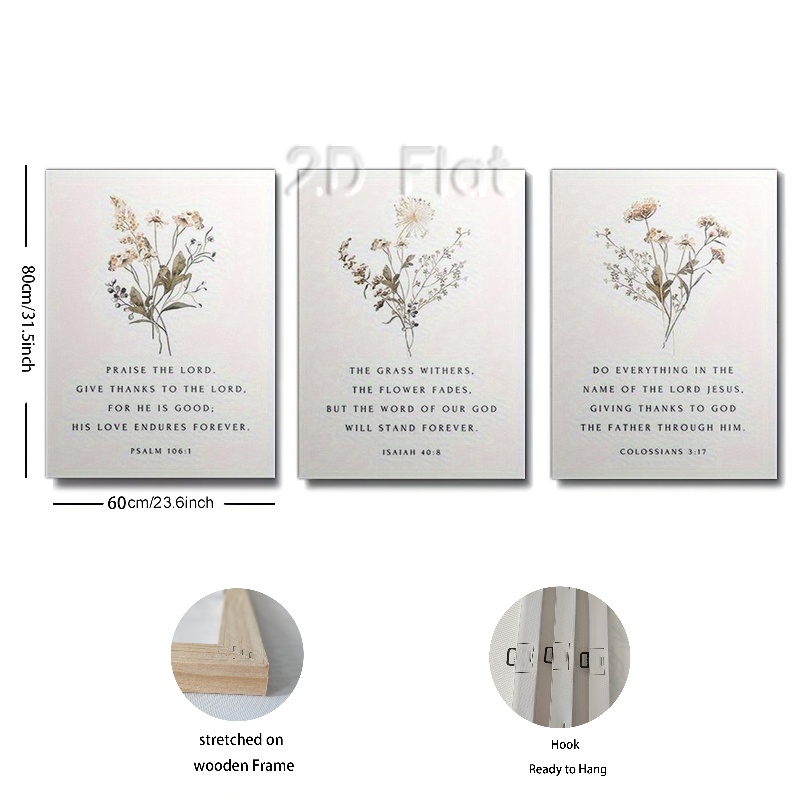 2.D Flat
80cm/31.5inch
PRAISE THE LORD.
GIVE THANKS TO THE LORD,
FOR HE IS GOOD;
HIS LOVE ENDURES FOREVER.
PSALM 106:1
THE GRASS WITHERS,
THE FLOWER FADES,
BUT THE WORD OF OUR GOD
WILL STAND FOREVER.
ISAIAH 40:8
DO EVERYTHING IN THE
NAME OF THE LORD JESUS,
GIVING THANKS TO GOD
THE FATHER THROUGH HIM.
COLOSSIANS 3:17
60cm/23.6inch
stretched on
wooden Frame
Hook
Ready to Hang